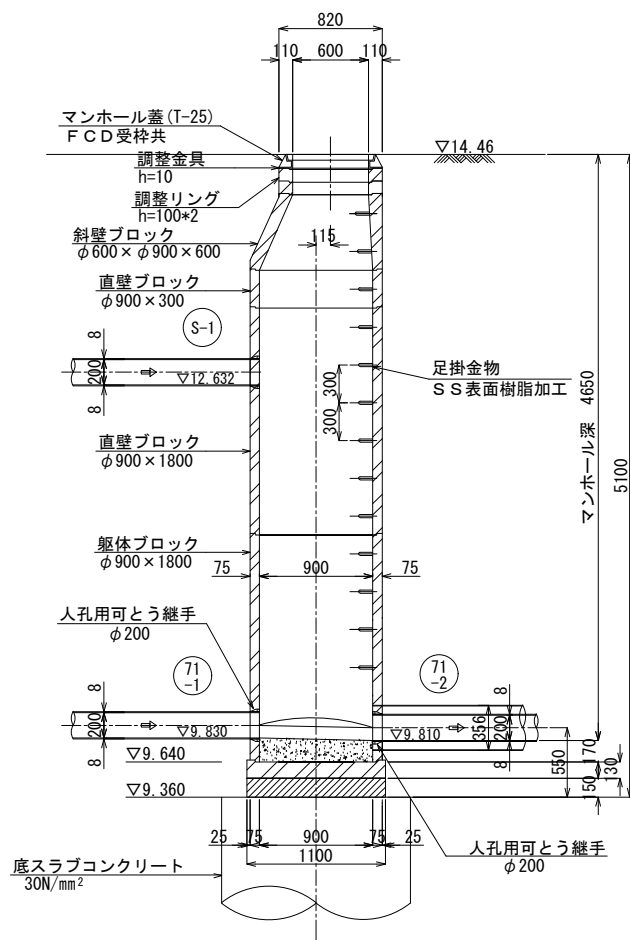 820
110
600
110
マンホール蓋(T-25)
ＦＣＤ受枠共
▽14.46
調整金具
h=10
調整リング
h=100*2
斜壁ブロック
φ600×φ900×600
115
直壁ブロック
φ900×300
S-1
8
200
8
▽12.632
足掛金物
ＳＳ表面樹脂加工
300
300
マンホール深 4650
5100
直壁ブロック
φ900×1800
躯体ブロック
φ900×1800
75
900
75
人孔用可とう継手
φ200
71
-1
71
-2
8
200
8
▽9.830
▽9.810
356
8
200
8
550
170
130
150
▽9.640
▽9.360
25
75
900
75
25
1100
人孔用可とう継手
φ200
底スラブコンクリート
30N/mm²